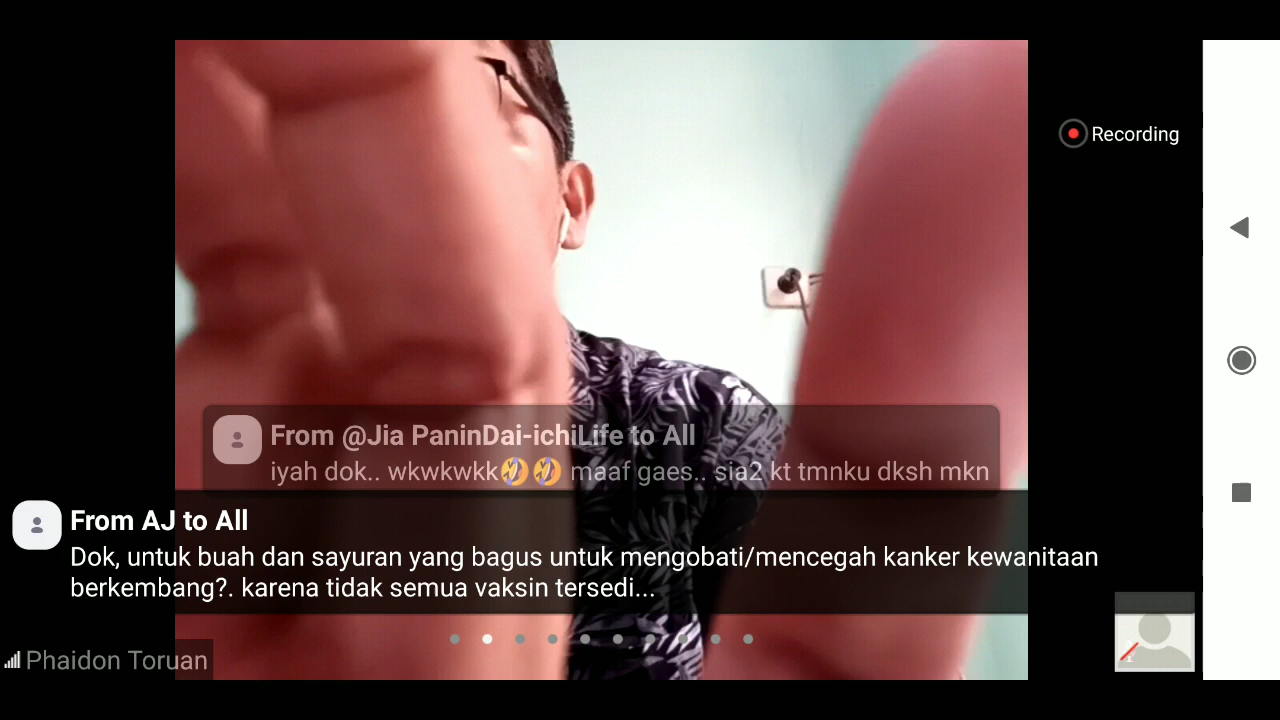 Recording
From @Jia PaninDai-ichiLife to All
iyah dok.. wkwkwkk🤣🤣 maaf gaes.. sia2 kt tmnku dksh mkn
From AJ to All
Dok, untuk buah dan sayuran yang bagus untuk mengobati/mencegah kanker kewanitaan
berkembang?. karena tidak semua vaksin tersedi...
Phaidon Toruan